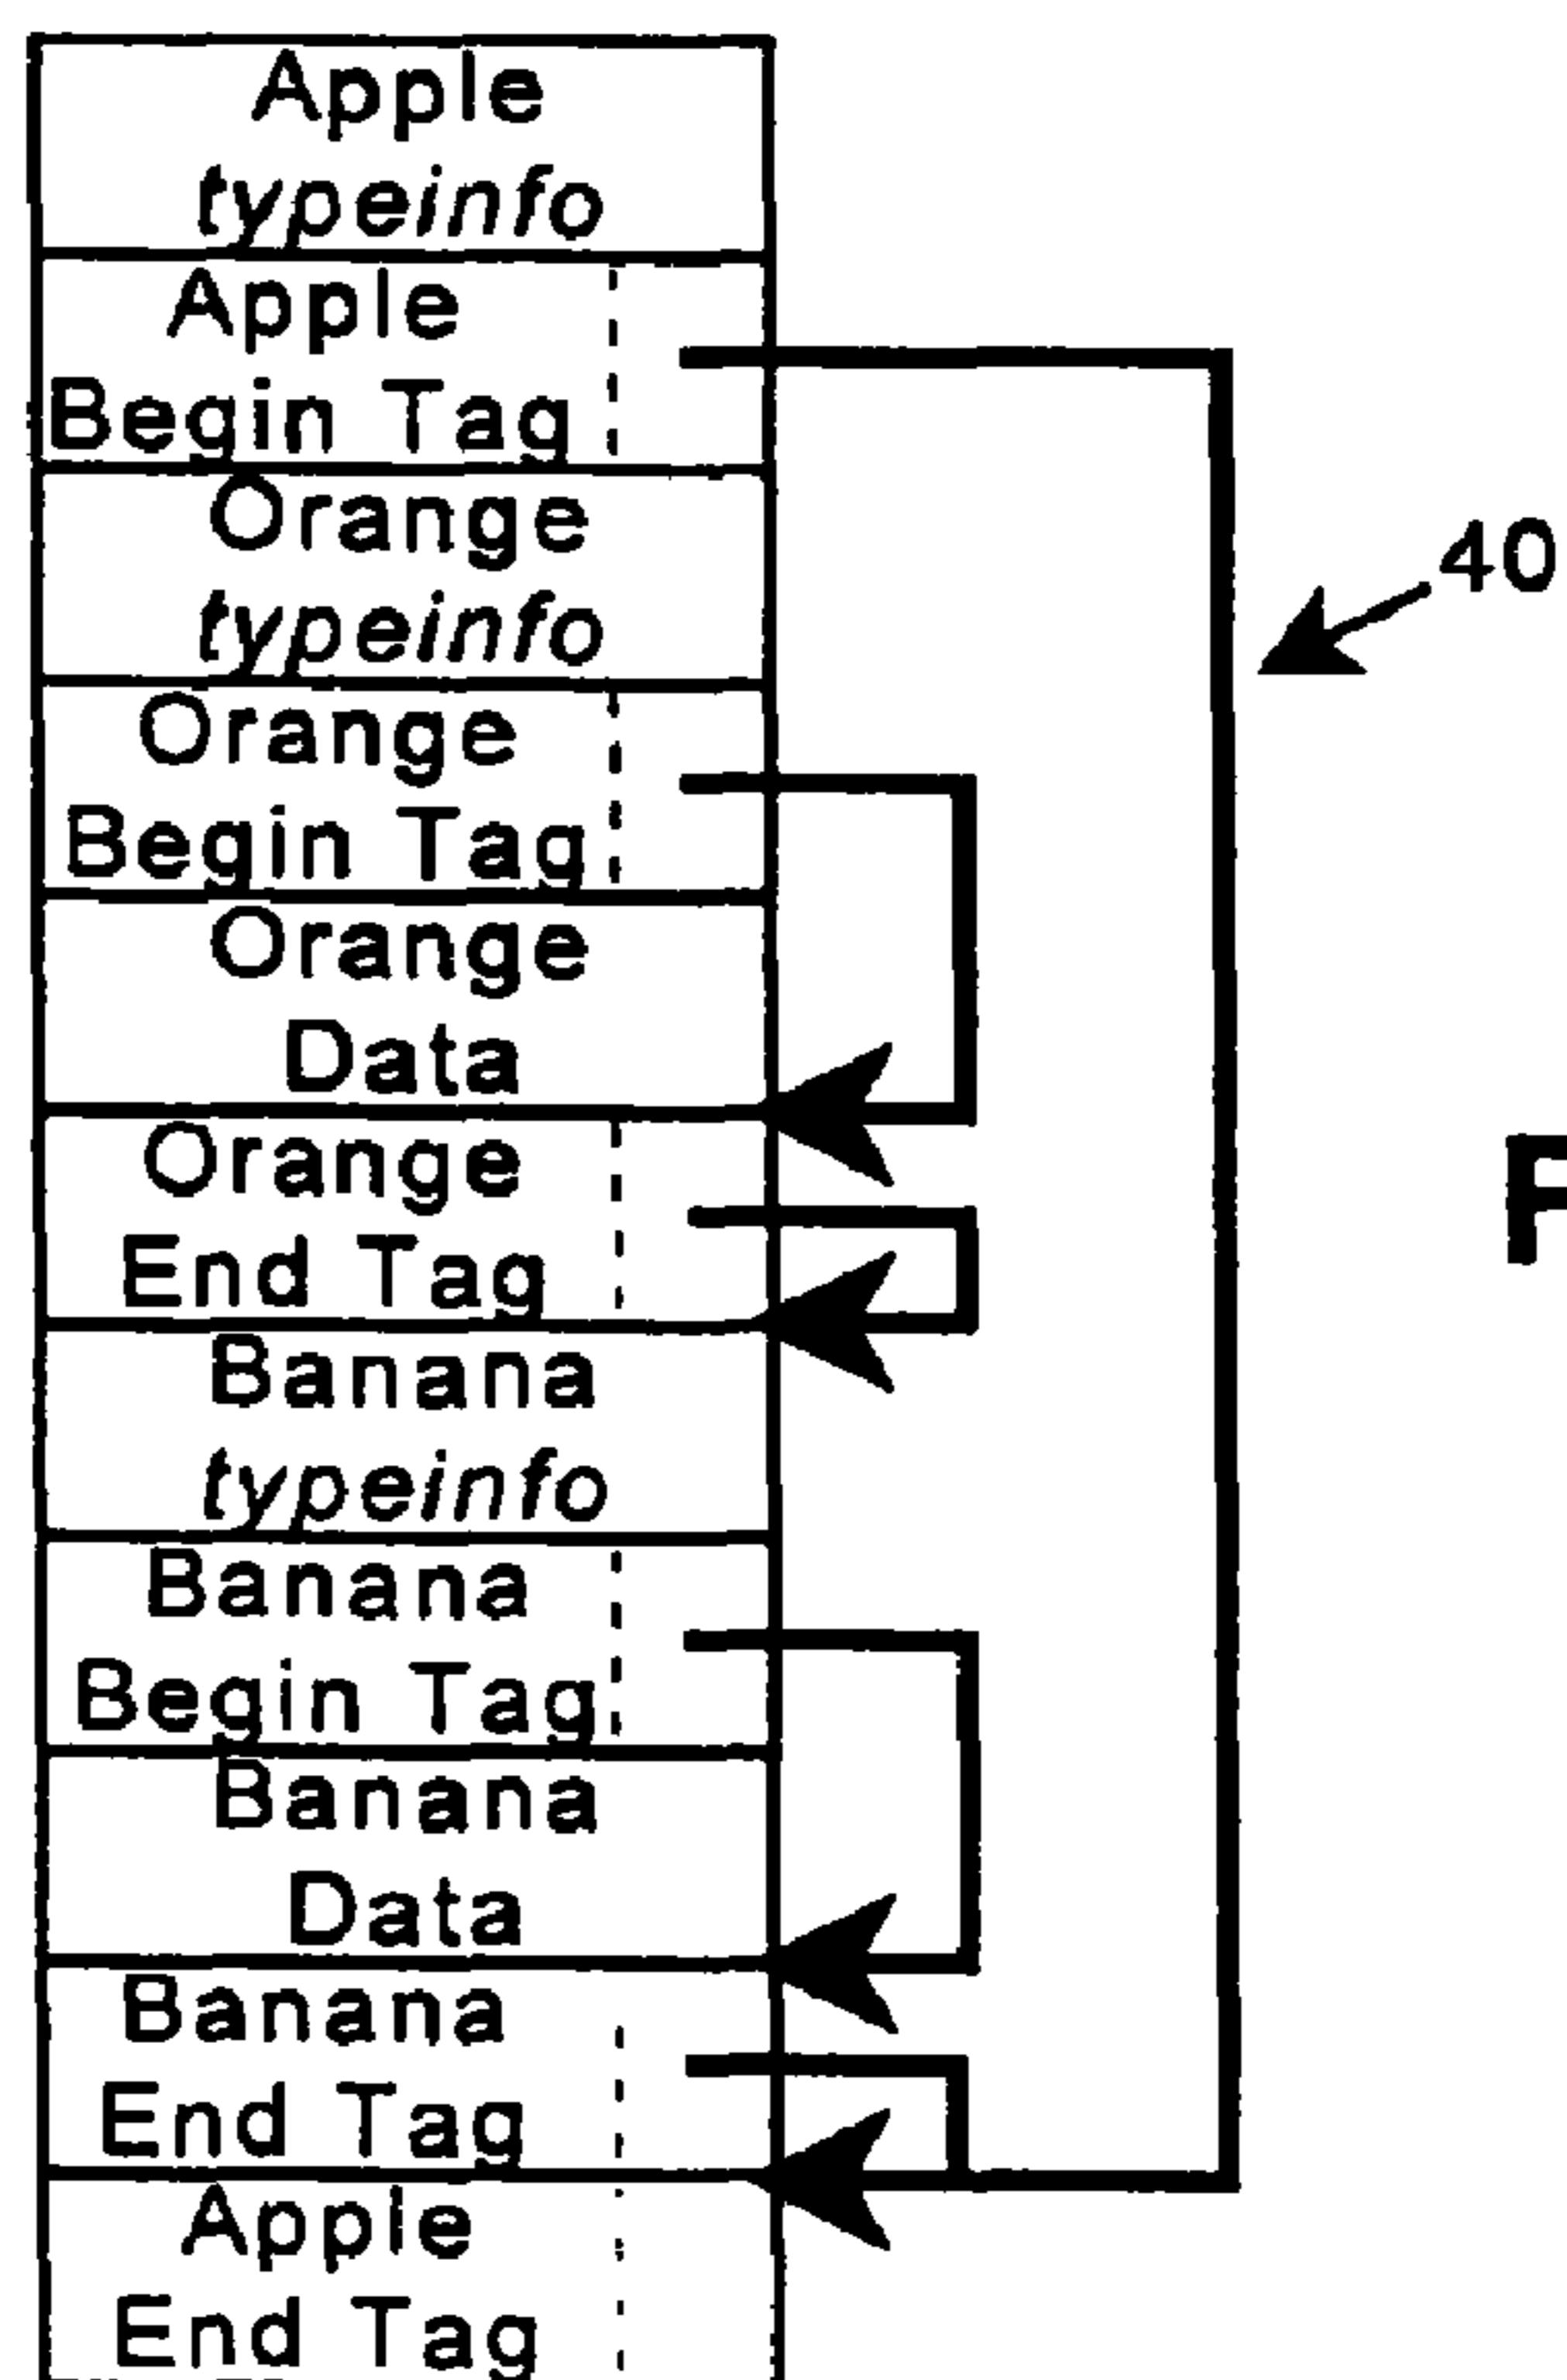 Apple
typeinfo
Apple
Begin Tag
40
Orange
typeinfo
Orange
Begin Tag
Orange
Data
Orange
End Tag
F
Banana
typeinfo
Banana
Begin Tag
Banana
Data
Banana
End Tag
Apple
End Tag